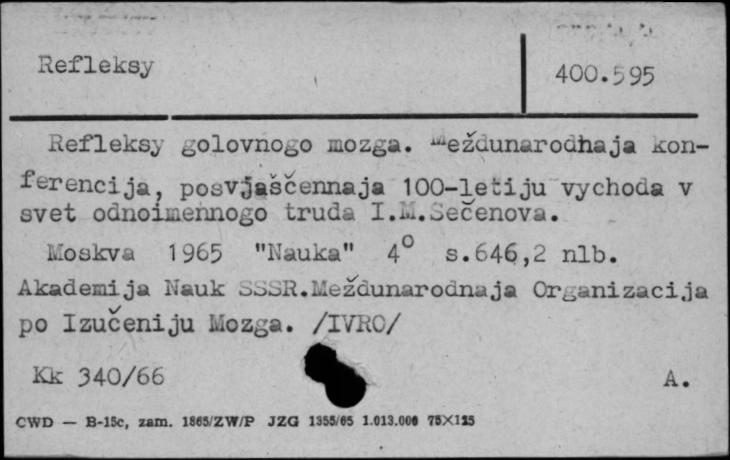 Refleksy
400.595
Refleksy golovnogo mozga. Meždunarodnaja kon-
ferencija, posvjaščennaja 100-letiju vychoda v
svet odnoimennogo truda I.M.Sečenova.
Moskva 1965 "Nauka" 4° s.646,2 nlb.
Akademija Nauk SSSR.Meždunarodnaja Organizacija
po Izučeniju Mozga. /IVRO/
Kk 340/66 A.
CWD — B-15c, zam. 1865/ZW/P JZG 1355/65 1.013.000 75X125